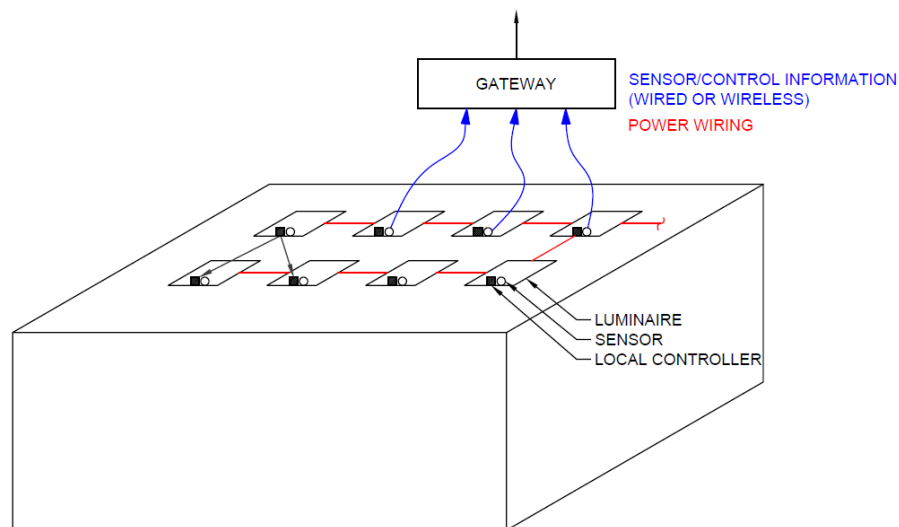 GATEWAY
SENSOR/CONTROL INFORMATION
(WIRED OR WIRELESS)
POWER WIRING
LUMINAIRE
SENSOR
LOCAL CONTROLLER